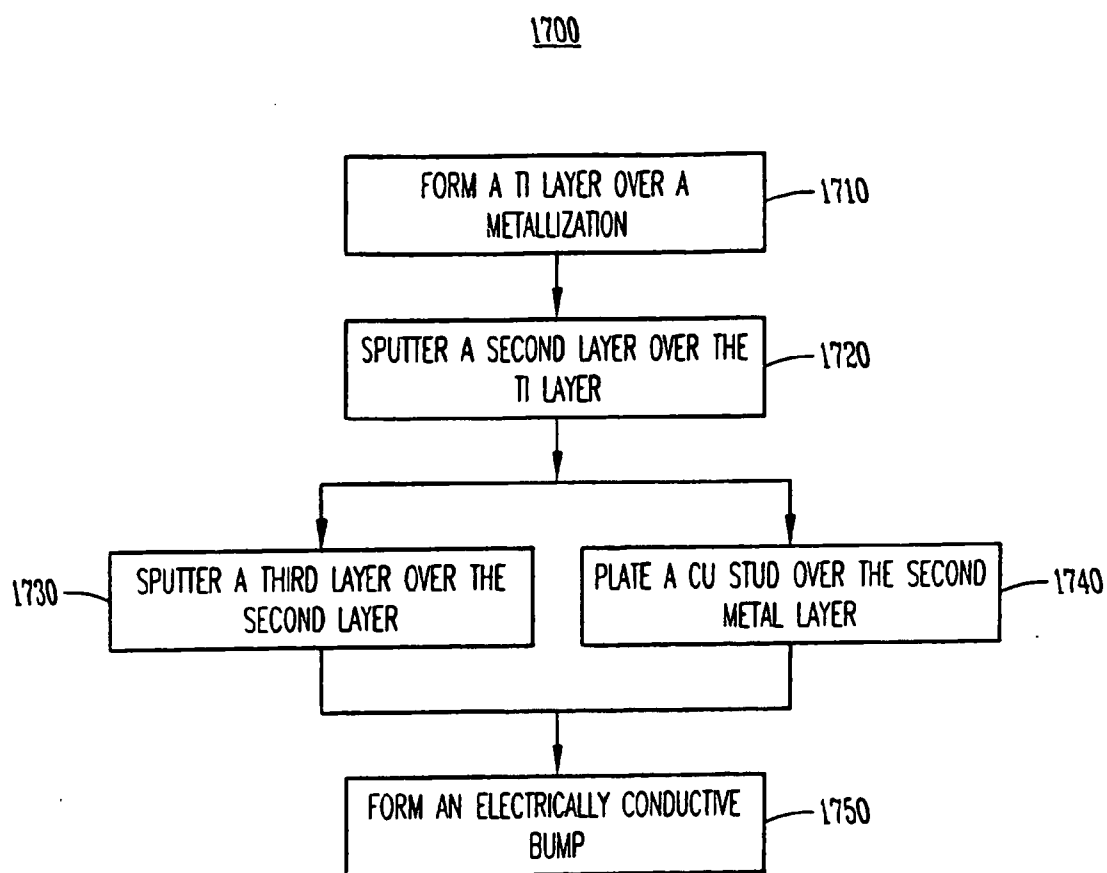 1700
FORM A TI LAYER OVER A
METALLIZATION
1710
SPUTTER A SECOND LAYER OVER THE
TI LAYER
1720
1730
SPUTTER A THIRD LAYER OVER THE
SECOND LAYER
PLATE A CU STUD OVER THE SECOND
METAL LAYER
1740
FORM AN ELECTRICALLY CONDUCTIVE
BUMP
1750